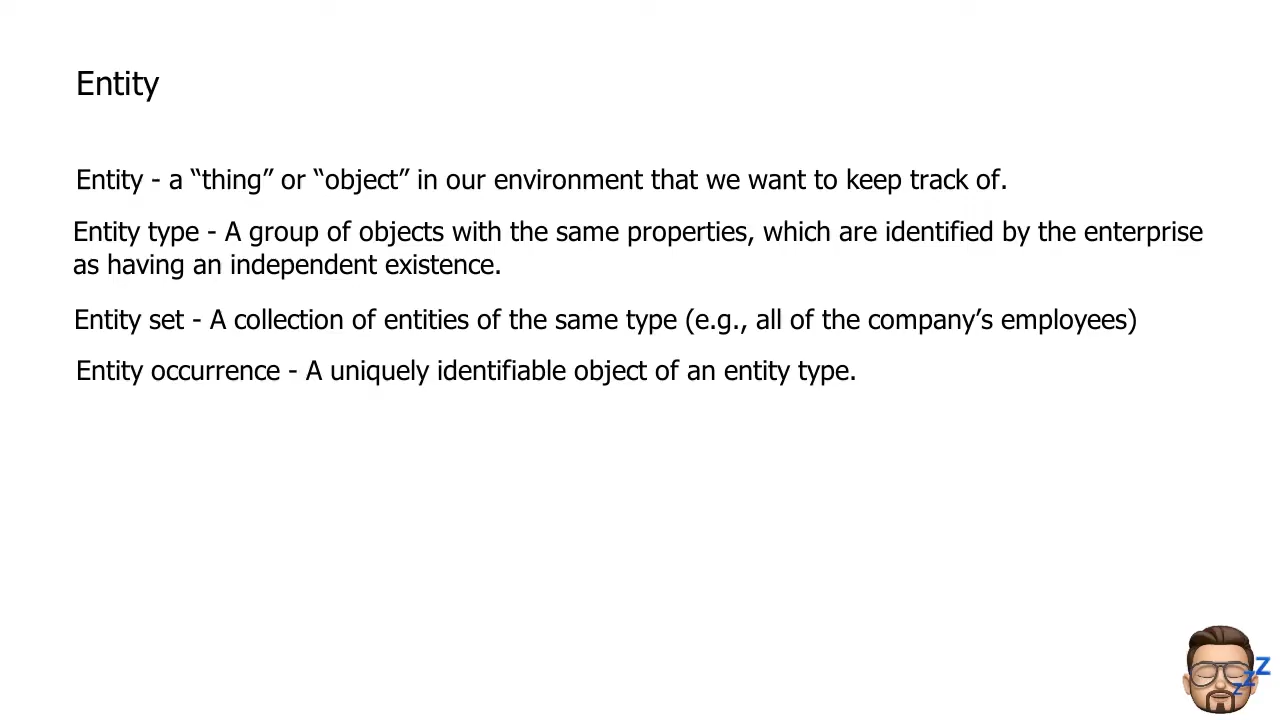 Entity
Entity - a “thing” or “object” in our environment that we want to keep track of.
Entity type - A group of objects with the same properties, which are identified by the enterprise
as having an independent existence.
Entity set - A collection of entities of the same type (e.g., all of the company’s employees)
Entity occurrence - A uniquely identifiable object of an entity type.
z z z